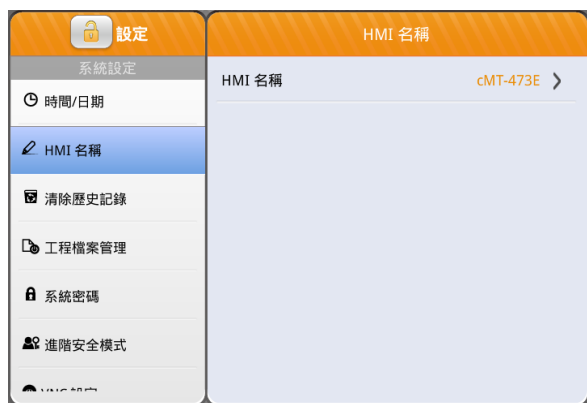 設定
系統設定
時間/日期
HMI 名稱
清除歷史記錄
工程檔案管理
系統密碼
進階安全模式
HMI 名稱
HMI 名稱 cMT-473E